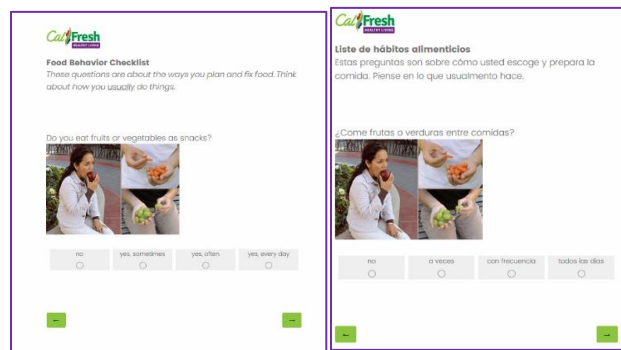 CalFresh
HEALTHY LIVING
Food Behavior Checklist
These questions are about the ways you plan and fix food. Think
about how you usually do things.
Do you eat fruits or vegetables as snacks?
no
yes, sometimes
yes, often
yes, every day
←
→
CalFresh
HEALTHY LIVING
Liste de hábitos alimenticios
Estas preguntas son sobre cómo usted escoge y prepara la
comida. Piense en lo que usualmento hace.
¿Come frutas o verduras entre comidas?
no
a veces
con frecuencia
todos los días
←
→